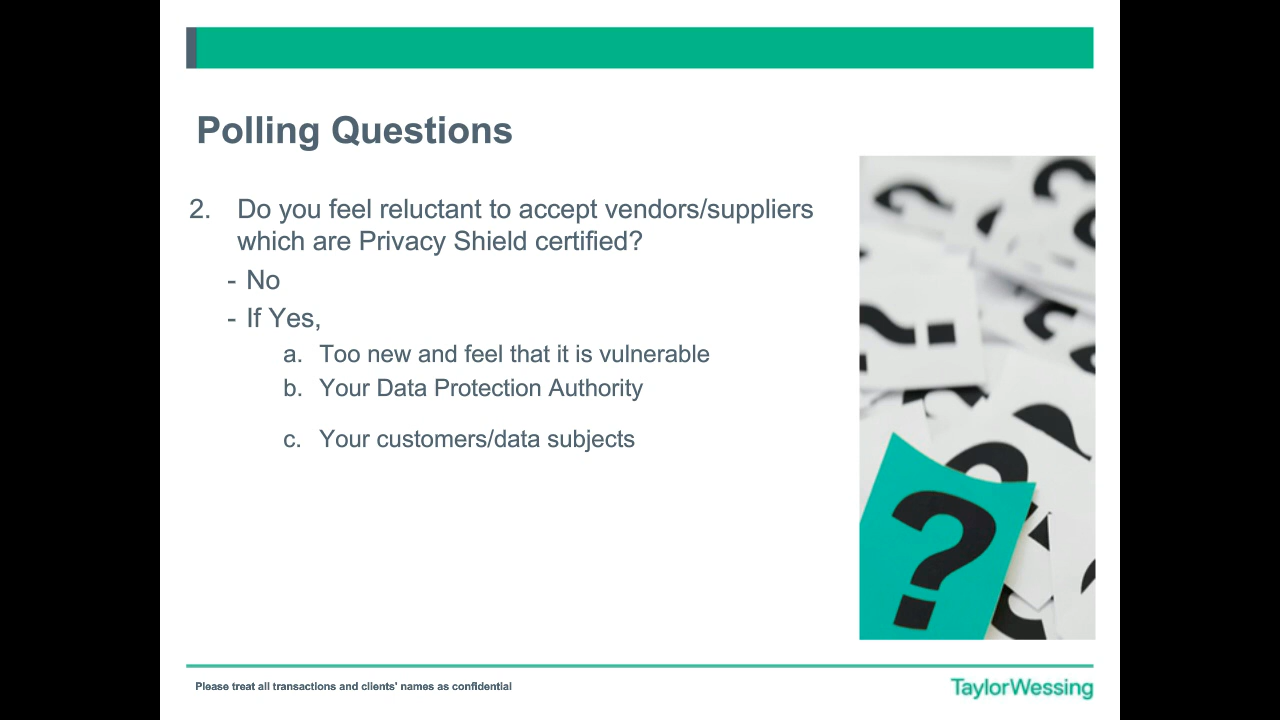 Polling Questions
2. Do you feel reluctant to accept vendors/suppliers
which are Privacy Shield certified?
- No
- If Yes,
a. Too new and feel that it is vulnerable
b. Your Data Protection Authority
c. Your customers/data subjects
?
Please treat all transactions and clients' names as confidential
TaylorWessing